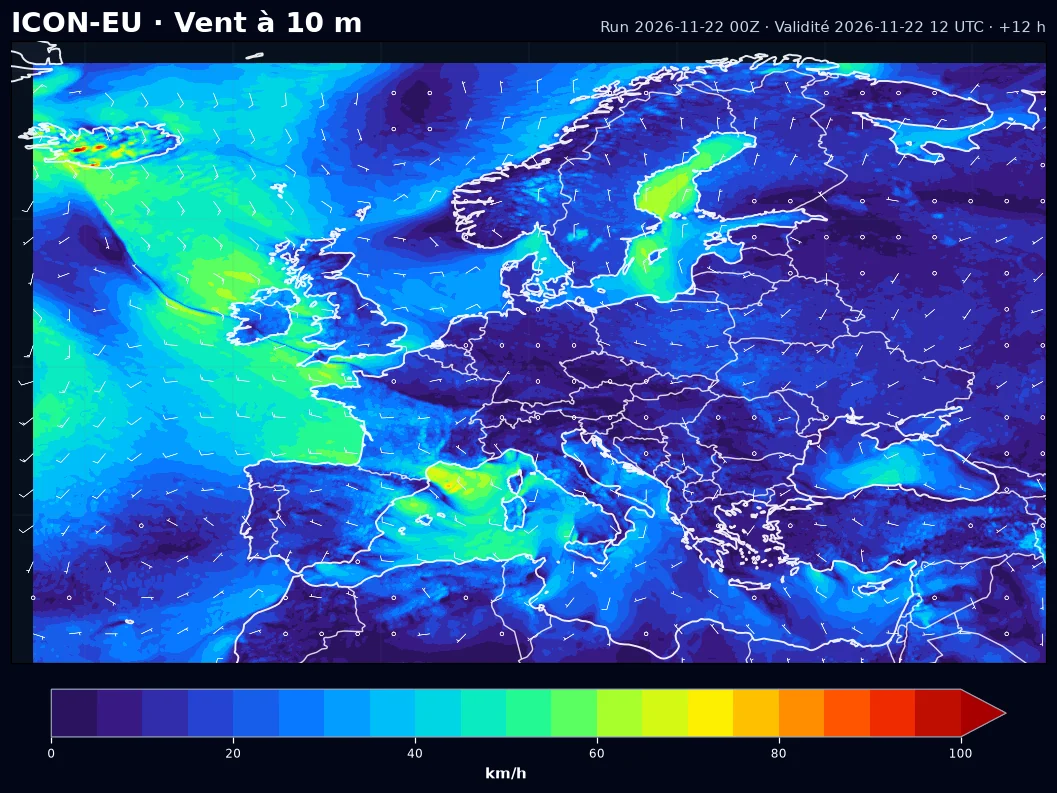 ICON-EU · Vent à 10 m
Run 2026-11-22 00Z · Validité 2026-11-22 12 UTC · +12 h
0 20 40 60 80 100
km/h